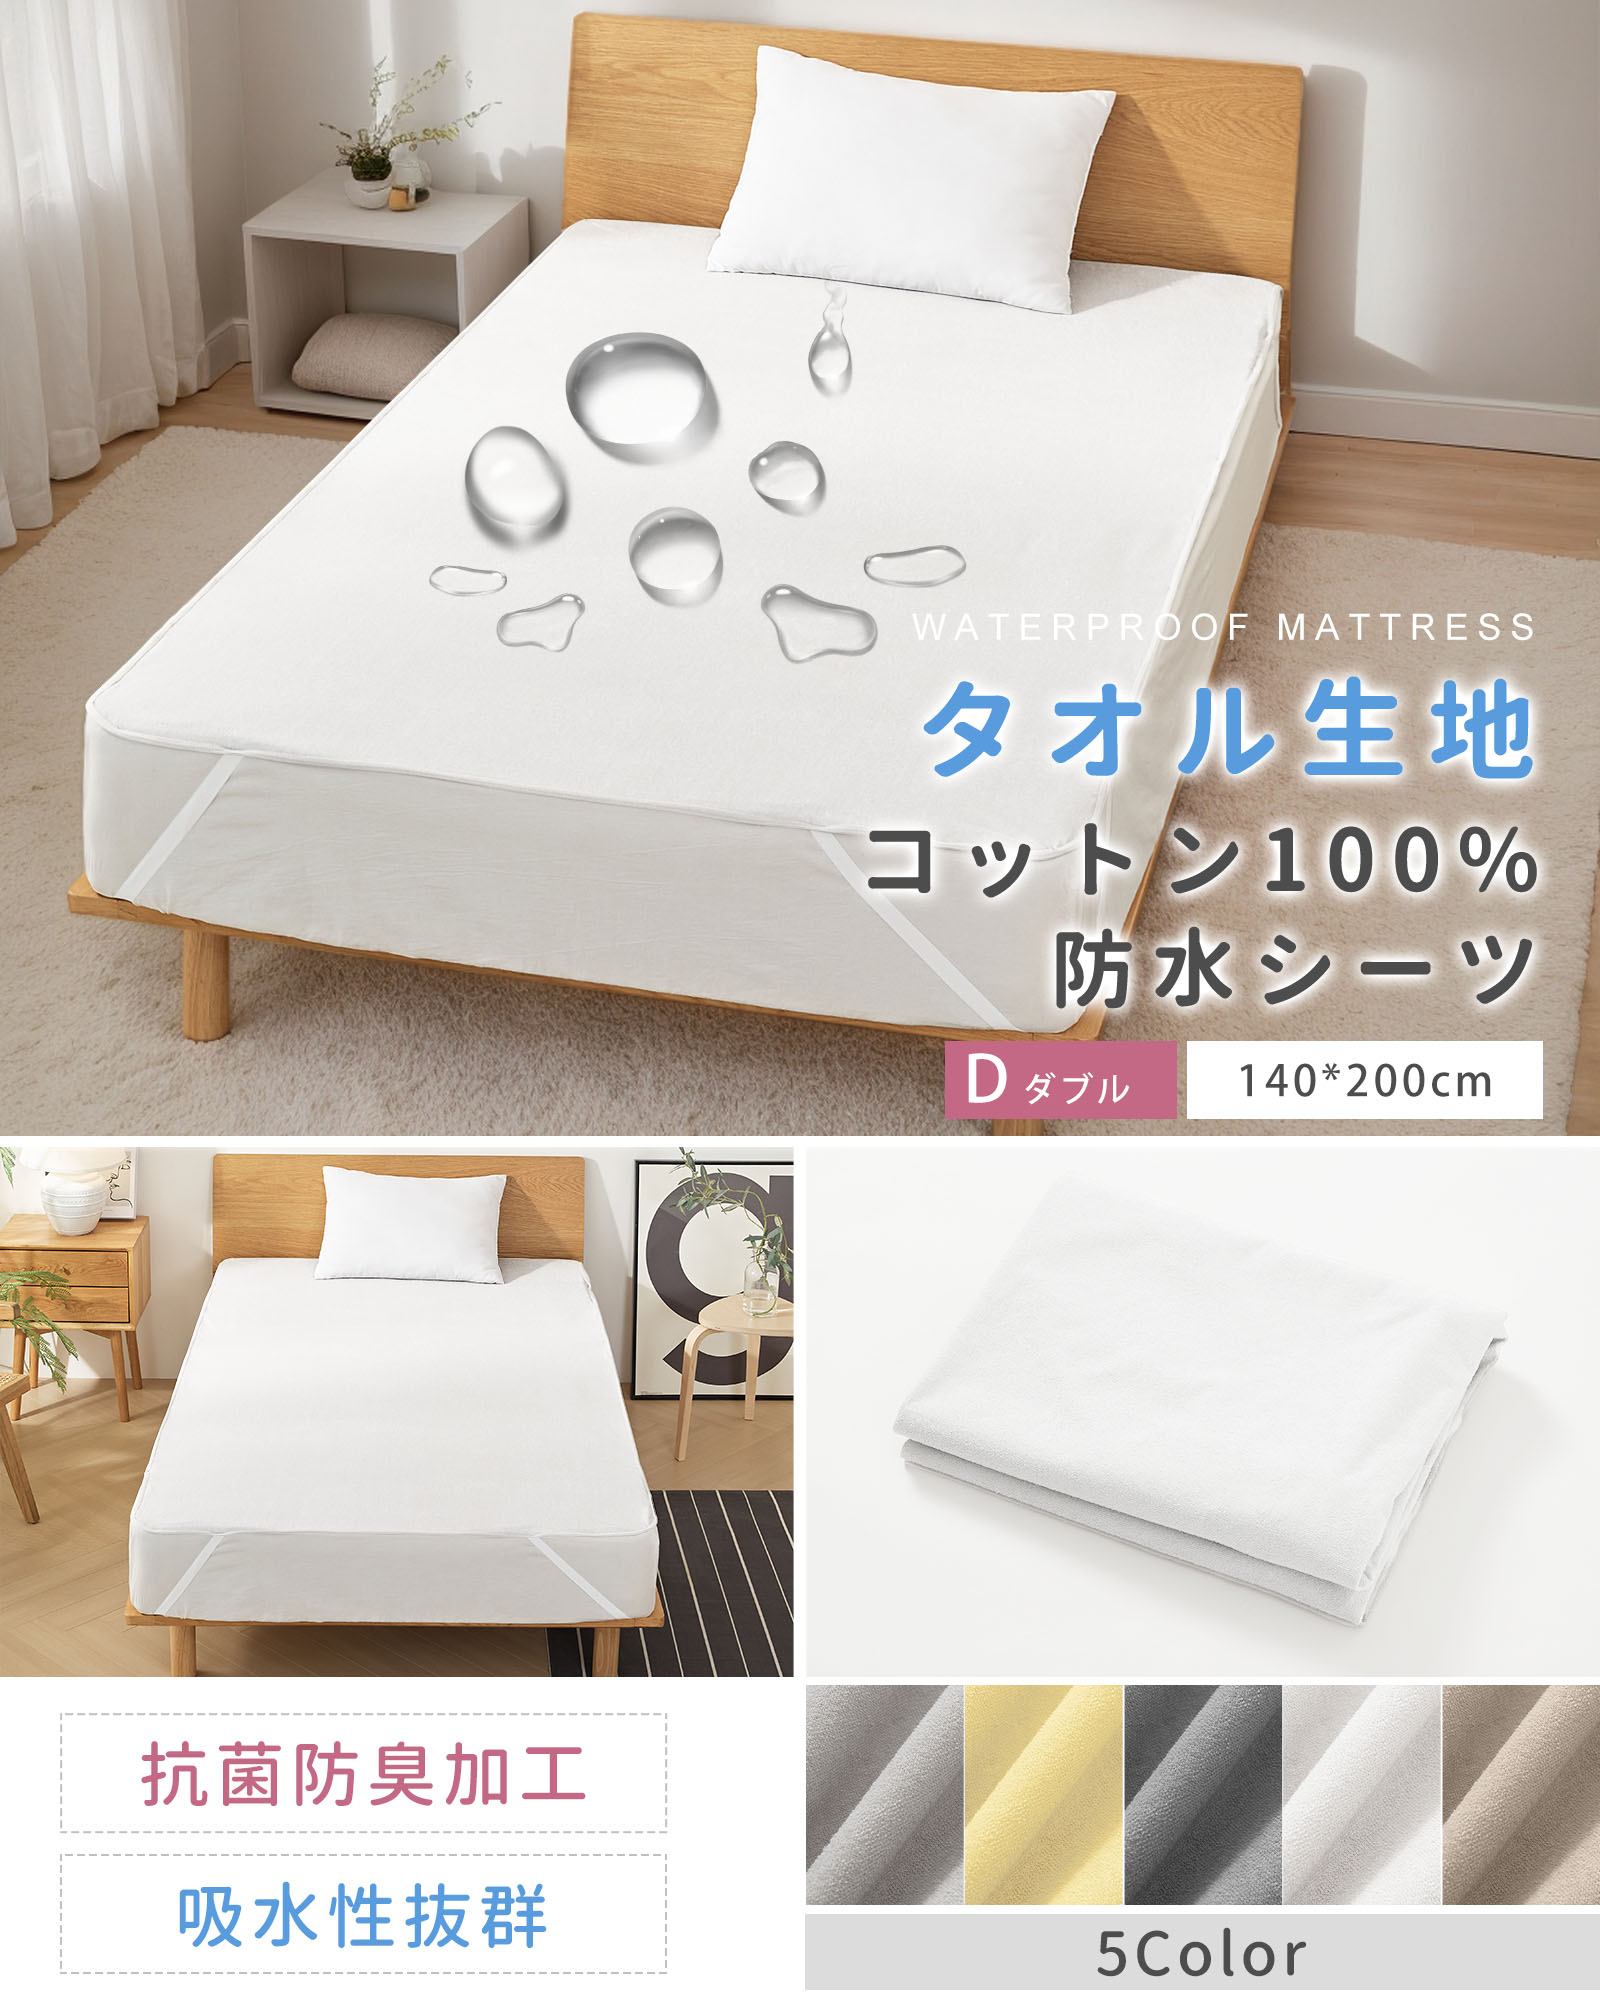 WATERPROOF MATTRESS
タオル生地
コットン100%
防水シーツ
D ダブル
140*200cm
抗菌防臭加工
吸水性抜群
5Color